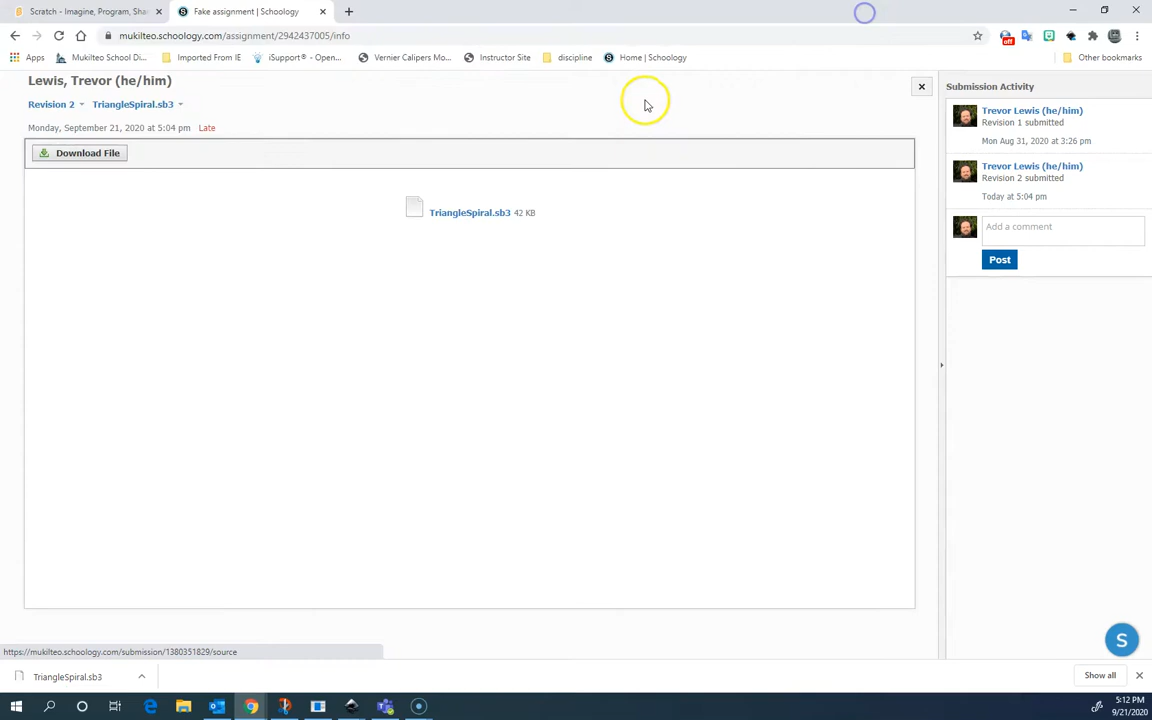 Scratch - Imagine, Program, Sha
Fake assignment | Schoology
mukilteo.schoology.com/assignment/2942437005/info
Apps
Mukilteo School Di...
Imported From IE
iSupport® - Open...
Vernier Calipers Mo...
Instructor Site
discipline
Home | Schoology
Other bookmarks
off
Lewis, Trevor (he/him)
Revision 2
TriangleSpiral.sb3
Monday, September 21, 2020 at 5:04 pm
Late
Download File
TriangleSpiral.sb3 42 KB
Submission Activity
Trevor Lewis (he/him)
Revision 1 submitted
Mon Aug 31, 2020 at 3:26 pm
Trevor Lewis (he/him)
Revision 2 submitted
Today at 5:04 pm
Add a comment
Post
S
https://mukilteo.schoology.com/submission/1380351829/source
TriangleSpiral.sb3
Show all
5:12 PM
9/21/2020